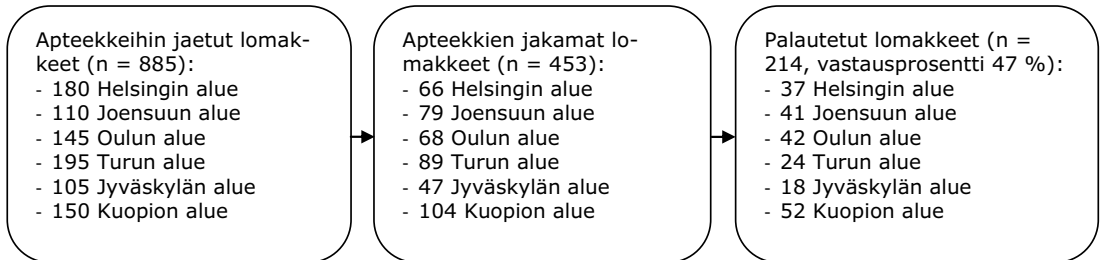 Apteekkeihin jaetut lomak-
keet (n = 885):
- 180 Helsingin alue
- 110 Joensuun alue
- 145 Oulun alue
- 195 Turun alue
- 105 Jyväskylän alue
- 150 Kuopion alue
Apteekkien jakamat lo-
makkeet (n = 453):
- 66 Helsingin alue
- 79 Joensuun alue
- 68 Oulun alue
- 89 Turun alue
- 47 Jyväskylän alue
- 104 Kuopion alue
Palautetut lomakkeet (n =
214, vastausprosentti 47 %):
- 37 Helsingin alue
- 41 Joensuun alue
- 42 Oulun alue
- 24 Turun alue
- 18 Jyväskylän alue
- 52 Kuopion alue